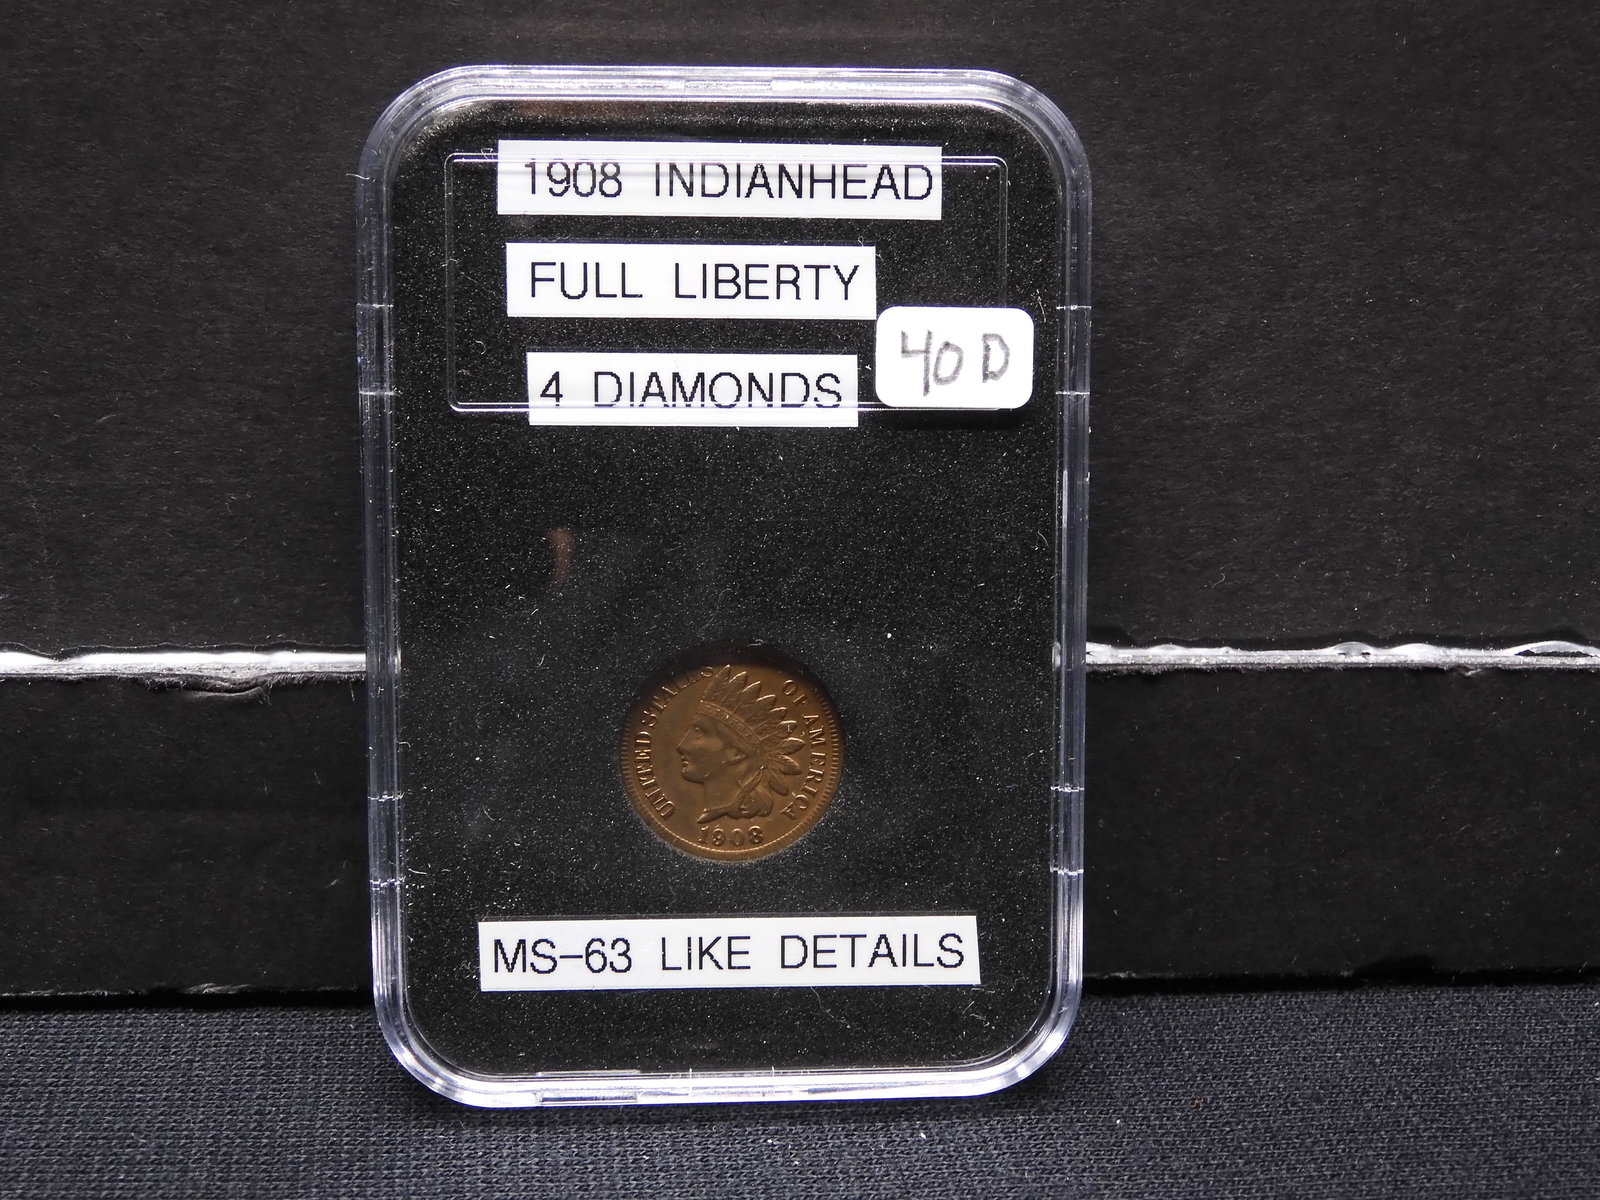 1908 INDIANHEAD
FULL LIBERTY
4 DIAMONDS
40D
UNITED STATES OF AMERICA
1908
MS-63 LIKE DETAILS